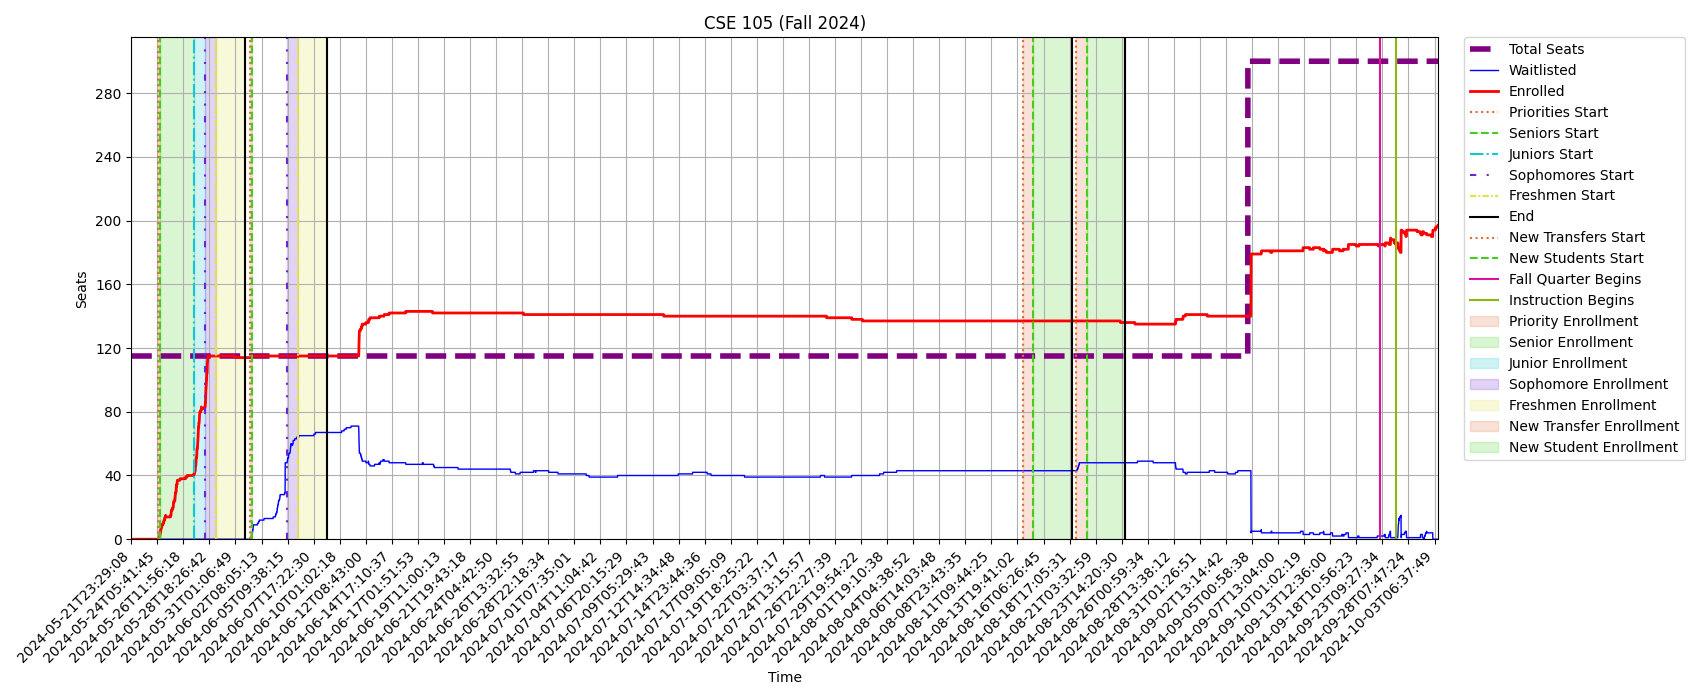 CSE 105 (Fall 2024)
Seats
280
240
200
160
120
80
40
0
2024-05-21T23:29:08
2024-05-24T05:41:45
2024-05-26T11:56:18
2024-05-28T18:26:42
2024-05-31T01:06:49
2024-06-02T08:05:13
2024-06-05T09:38:15
2024-06-07T17:22:30
2024-06-10T01:02:18
2024-06-12T08:43:00
2024-06-14T17:10:37
2024-06-17T01:51:53
2024-06-19T11:00:13
2024-06-21T19:43:18
2024-06-24T04:42:50
2024-06-26T13:32:55
2024-06-28T22:18:34
2024-07-01T07:35:01
2024-07-04T11:04:42
2024-07-06T20:15:29
2024-07-09T05:29:43
2024-07-12T14:34:48
2024-07-14T23:44:36
2024-07-17T09:05:09
2024-07-19T18:25:22
2024-07-22T03:37:17
2024-07-24T13:15:57
2024-07-26T22:27:39
2024-07-29T19:54:22
2024-08-01T19:10:38
2024-08-04T04:38:52
2024-08-06T14:03:48
2024-08-08T23:43:35
2024-08-11T09:44:25
2024-08-13T19:41:02
2024-08-16T06:26:45
2024-08-18T17:05:31
2024-08-21T03:32:59
2024-08-23T14:20:30
2024-08-26T00:59:34
2024-08-28T13:38:12
2024-08-31T01:26:51
2024-09-02T13:14:42
2024-09-05T00:58:38
2024-09-07T13:04:00
2024-09-10T01:02:19
2024-09-13T12:36:00
2024-09-18T10:56:23
2024-09-23T09:27:34
2024-09-28T07:47:24
2024-10-03T06:37:49
Time
Total Seats
Waitlisted
Enrolled
Priorities Start
Seniors Start
Juniors Start
Sophomores Start
Freshmen Start
End
New Transfers Start
New Students Start
Fall Quarter Begins
Instruction Begins
Priority Enrollment
Senior Enrollment
Junior Enrollment
Sophomore Enrollment
Freshmen Enrollment
New Transfer Enrollment
New Student Enrollment